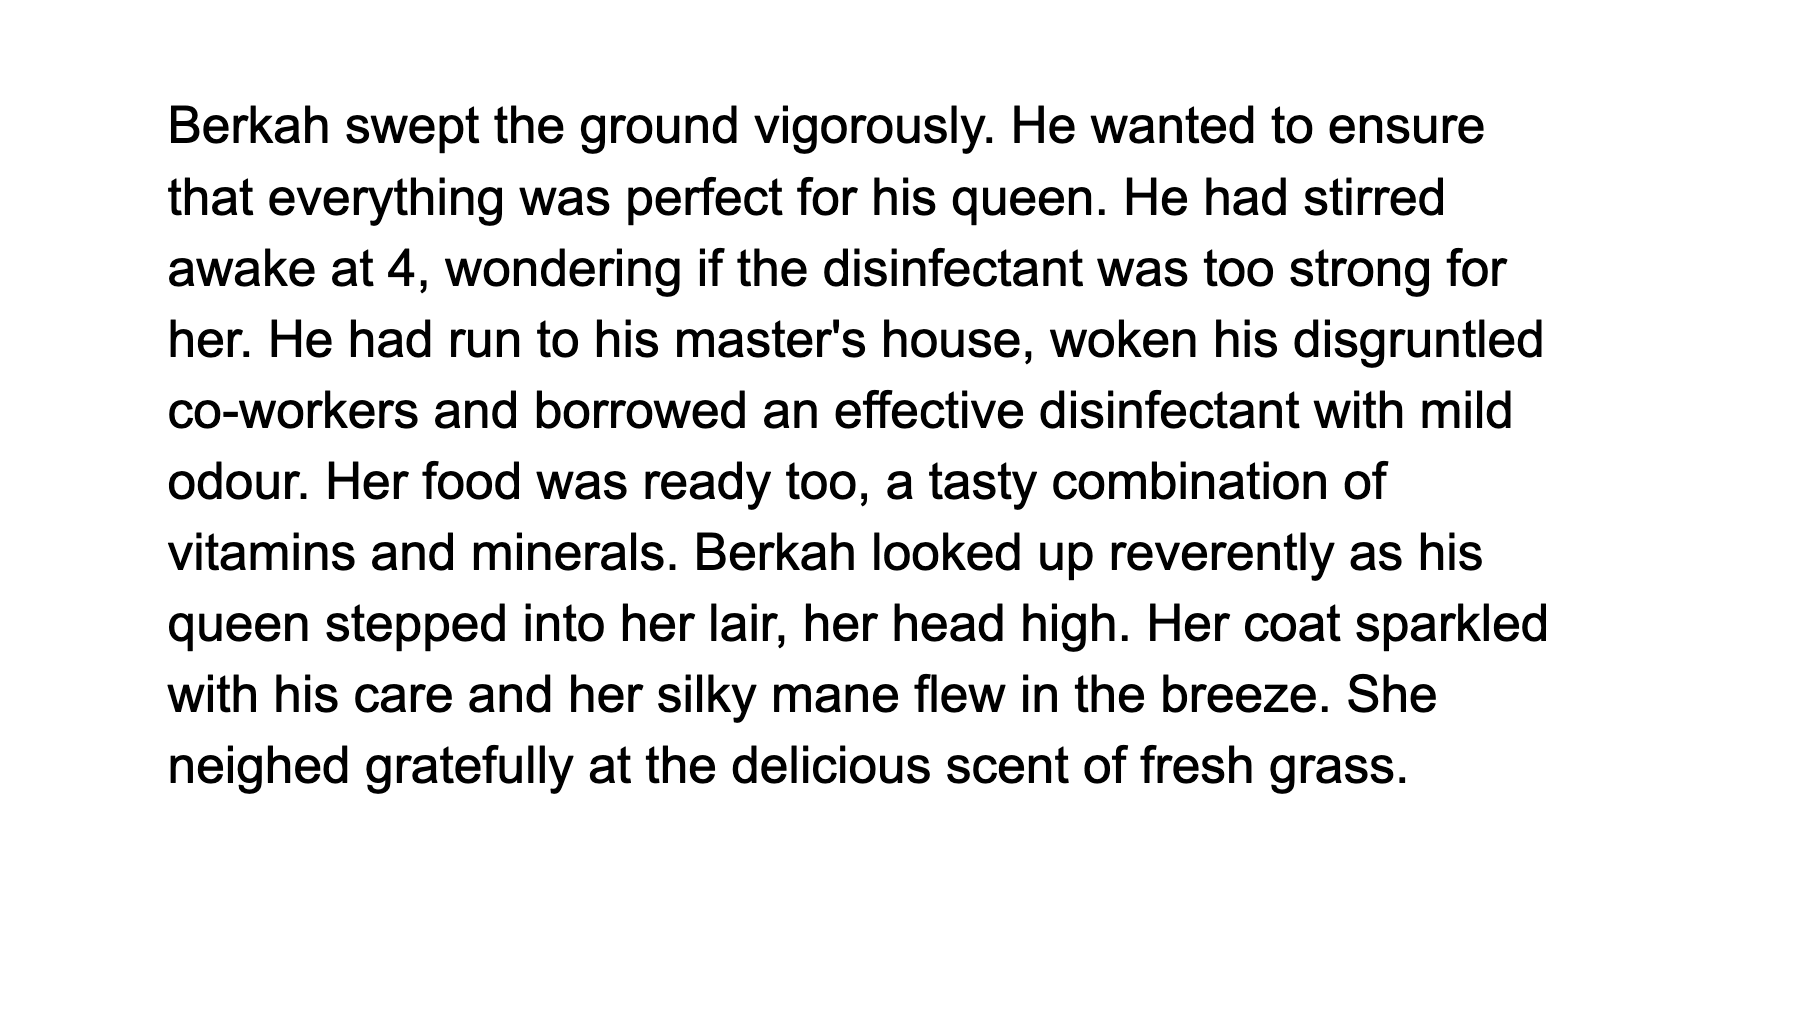 Berkah swept the ground vigorously. He wanted to ensure
that everything was perfect for his queen. He had stirred
awake at 4, wondering if the disinfectant was too strong for
her. He had run to his master's house, woken his disgruntled
co-workers and borrowed an effective disinfectant with mild
odour. Her food was ready too, a tasty combination of
vitamins and minerals. Berkah looked up reverently as his
queen stepped into her lair, her head high. Her coat sparkled
with his care and her silky mane flew in the breeze. She
neighed gratefully at the delicious scent of fresh grass.